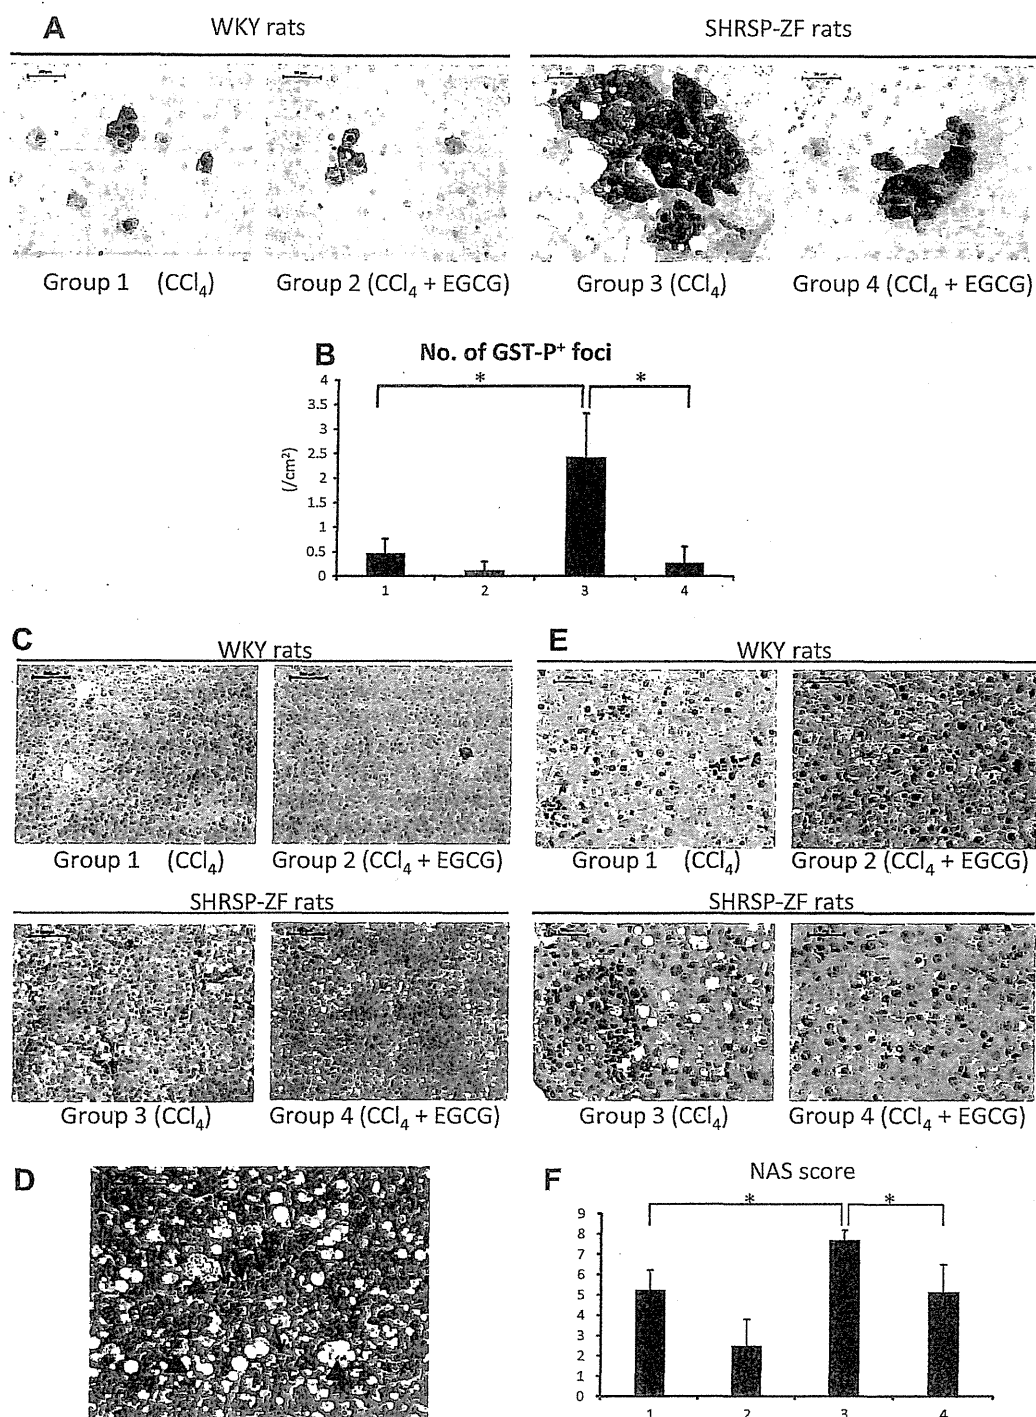 A
WKY rats
SHRSP-ZF rats
Group 1 (CCl4)
Group 2 (CCl4 + EGCG)
Group 3 (CCl4)
Group 4 (CCl4 + EGCG)
B
No. of GST-P+ foci
*
*
4
3.5
3
2.5
2
1.5
1
0.5
0
(/cm2)
1
2
3
4
C
WKY rats
Group 1 (CCl4)
Group 2 (CCl4 + EGCG)
SHRSP-ZF rats
Group 3 (CCl4)
Group 4 (CCl4 + EGCG)
E
WKY rats
Group 1 (CCl4)
Group 2 (CCl4 + EGCG)
SHRSP-ZF rats
Group 3 (CCl4)
Group 4 (CCl4 + EGCG)
D
F
NAS score
*
*
9
8
7
6
5
4
3
2
1
0
1
2
3
4